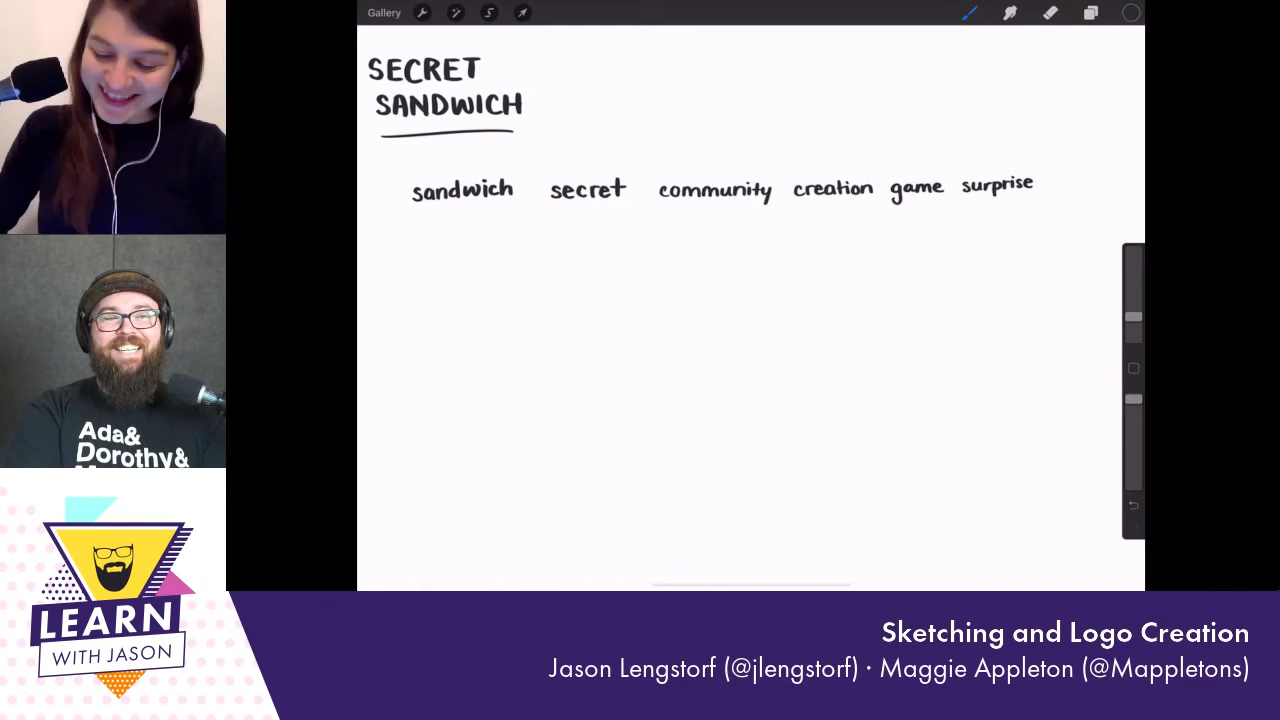 Gallery
SECRET
SANDWICH
sandwich secret community creation game surprise
Ada&
Dorothy&
LEARN
WITH JASON
Sketching and Logo Creation
Jason Lengstorf (@jlengstorf) · Maggie Appleton (@Mappletons)